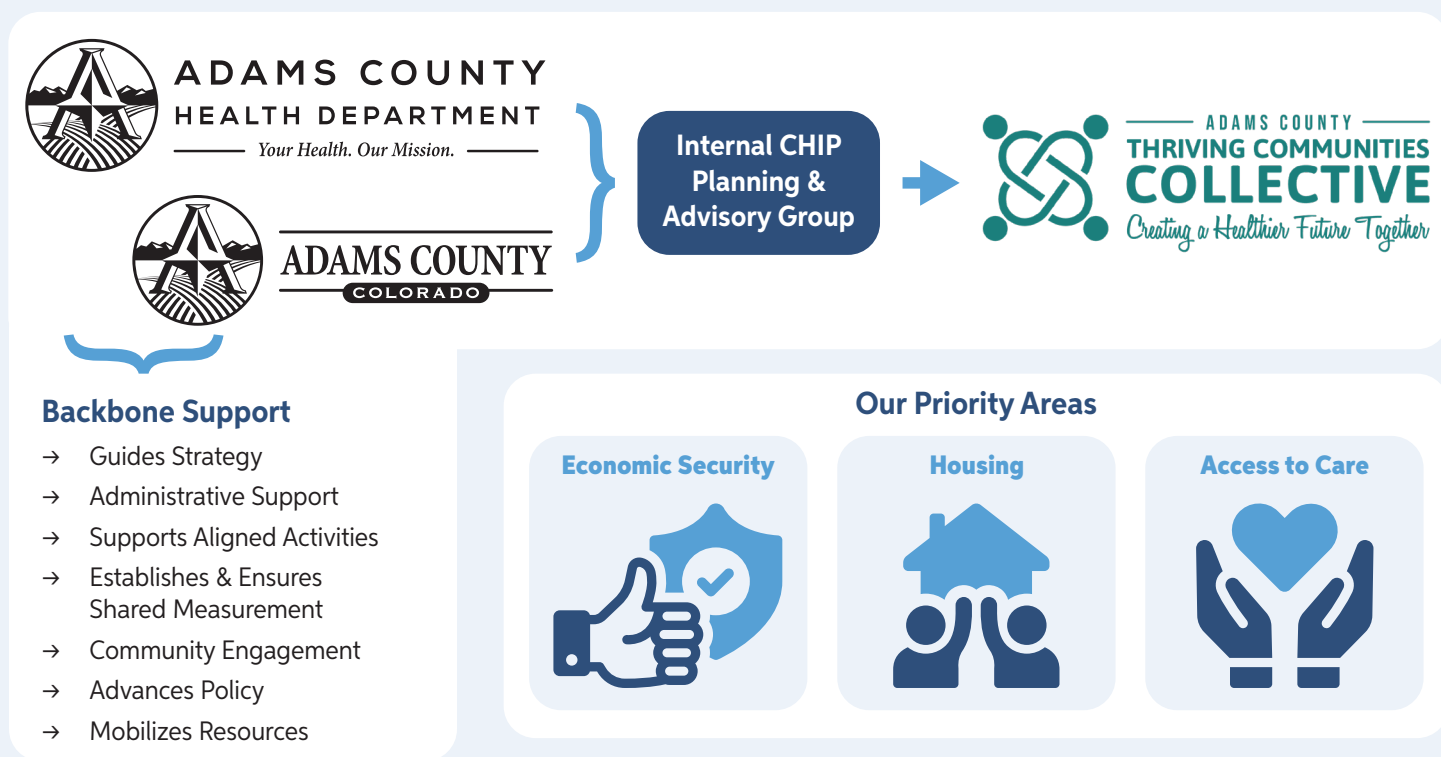 ADAMS COUNTY
HEALTH DEPARTMENT
Your Health. Our Mission.
ADAMS COUNTY
COLORADO
Internal CHIP
Planning &
Advisory Group
ADAMS COUNTY
THRIVING COMMUNITIES
COLLECTIVE
Creating a Healthier Future Together
Backbone Support
→ Guides Strategy
→ Administrative Support
→ Supports Aligned Activities
→ Establishes & Ensures
Shared Measurement
→ Community Engagement
→ Advances Policy
→ Mobilizes Resources
Our Priority Areas
Economic Security
Housing
Access to Care